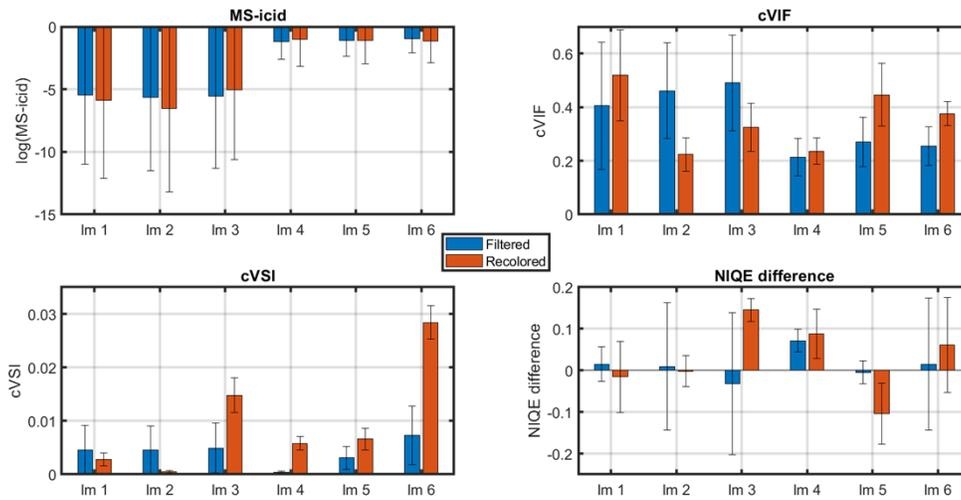 MS-icid
0
-5
-10
-15
log(MS-icid)
Im 1 Im 2 Im 3 Im 4 Im 5 Im 6
cVIF
0.6
0.4
0.2
0
cVIF
Im 1 Im 2 Im 3 Im 4 Im 5 Im 6
Filtered
Recolored
cVSI
0.03
0.02
0.01
0
cVSI
Im 1 Im 2 Im 3 Im 4 Im 5 Im 6
NIQE difference
0.2
0.1
0
-0.1
-0.2
NIQE difference
Im 1 Im 2 Im 3 Im 4 Im 5 Im 6